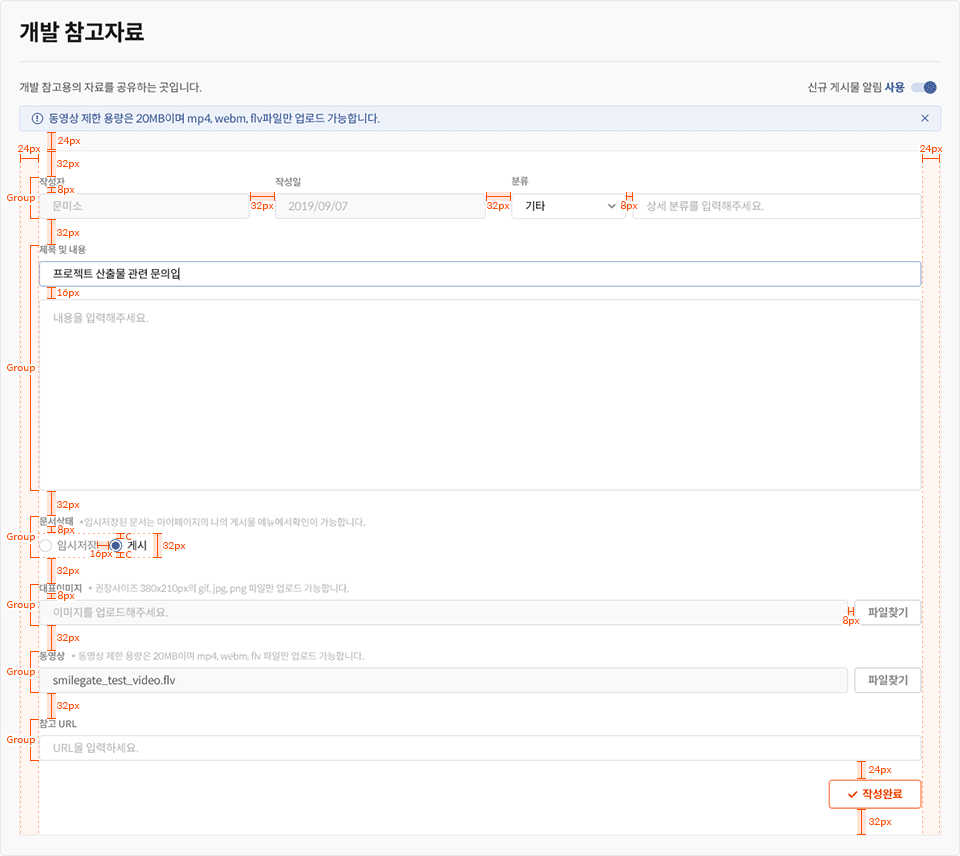 개발 참고자료
개발 참고용의 자료를 공유하는 곳입니다.
신규 게시물 알림 사용
동영상 제한 용량은 20MB이며 mp4, webm, flv파일만 업로드 가능합니다.
24px
24px
24px
32px
작성자
작성일
분류
8px
Group
문미소
32px
2019/09/07
32px
기타
8px
상세 분류를 입력해주세요.
32px
제목 및 내용
프로젝트 산출물 관련 문의입
16px
내용을 입력해주세요.
Group
32px
문서상태 •임시저장된 문서는 마이페이지의 나의 게시물 메뉴에서확인이 가능합니다.
8px
Group
임시저장
16px
C
C
게시
32px
32px
대표이미지 • 권장사이즈 380x210px의 gif, jpg, png 파일만 업로드 가능합니다.
8px
Group
이미지를 업로드해주세요.
8px
파일찾기
32px
동영상 • 동영상 제한 용량은 20MB이며 mp4, webm, flv 파일만 업로드 가능합니다.
Group
smilegate_test_video.flv
파일찾기
32px
참고 URL
Group
URL을 입력하세요.
24px
작성완료
32px